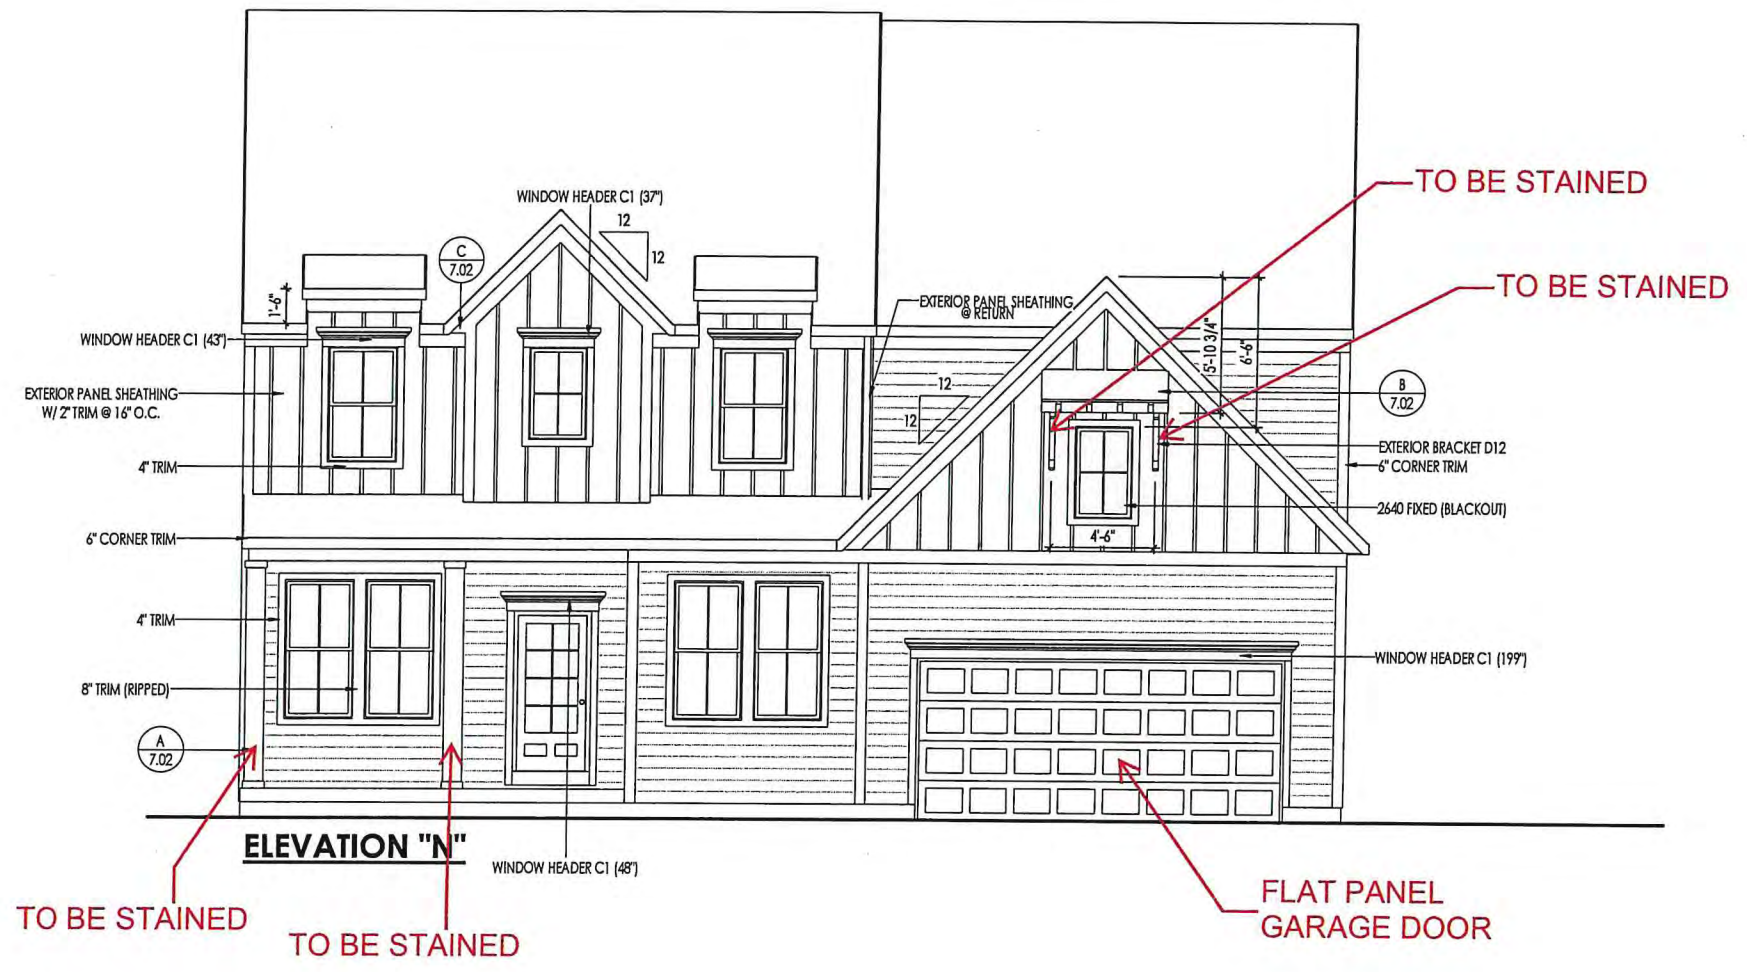 TO BE STAINED
WINDOW HEADER C1 (37")
12
12
C
7.02
1'-6"
TO BE STAINED
EXTERIOR PANEL SHEATHING
@ RETURN
WINDOW HEADER C1 (43")
5'-10 3/4"
6'-6"
EXTERIOR PANEL SHEATHING
W/ 2" TRIM @ 16" O.C.
12
12
B
7.02
EXTERIOR BRACKET D12
6" CORNER TRIM
4" TRIM
2640 FIXED (BLACKOUT)
6" CORNER TRIM
4'-6"
4" TRIM
WINDOW HEADER C1 (199")
8" TRIM (RIPPED)
A
7.02
ELEVATION "N"
WINDOW HEADER C1 (48")
TO BE STAINED
TO BE STAINED
FLAT PANEL
GARAGE DOOR